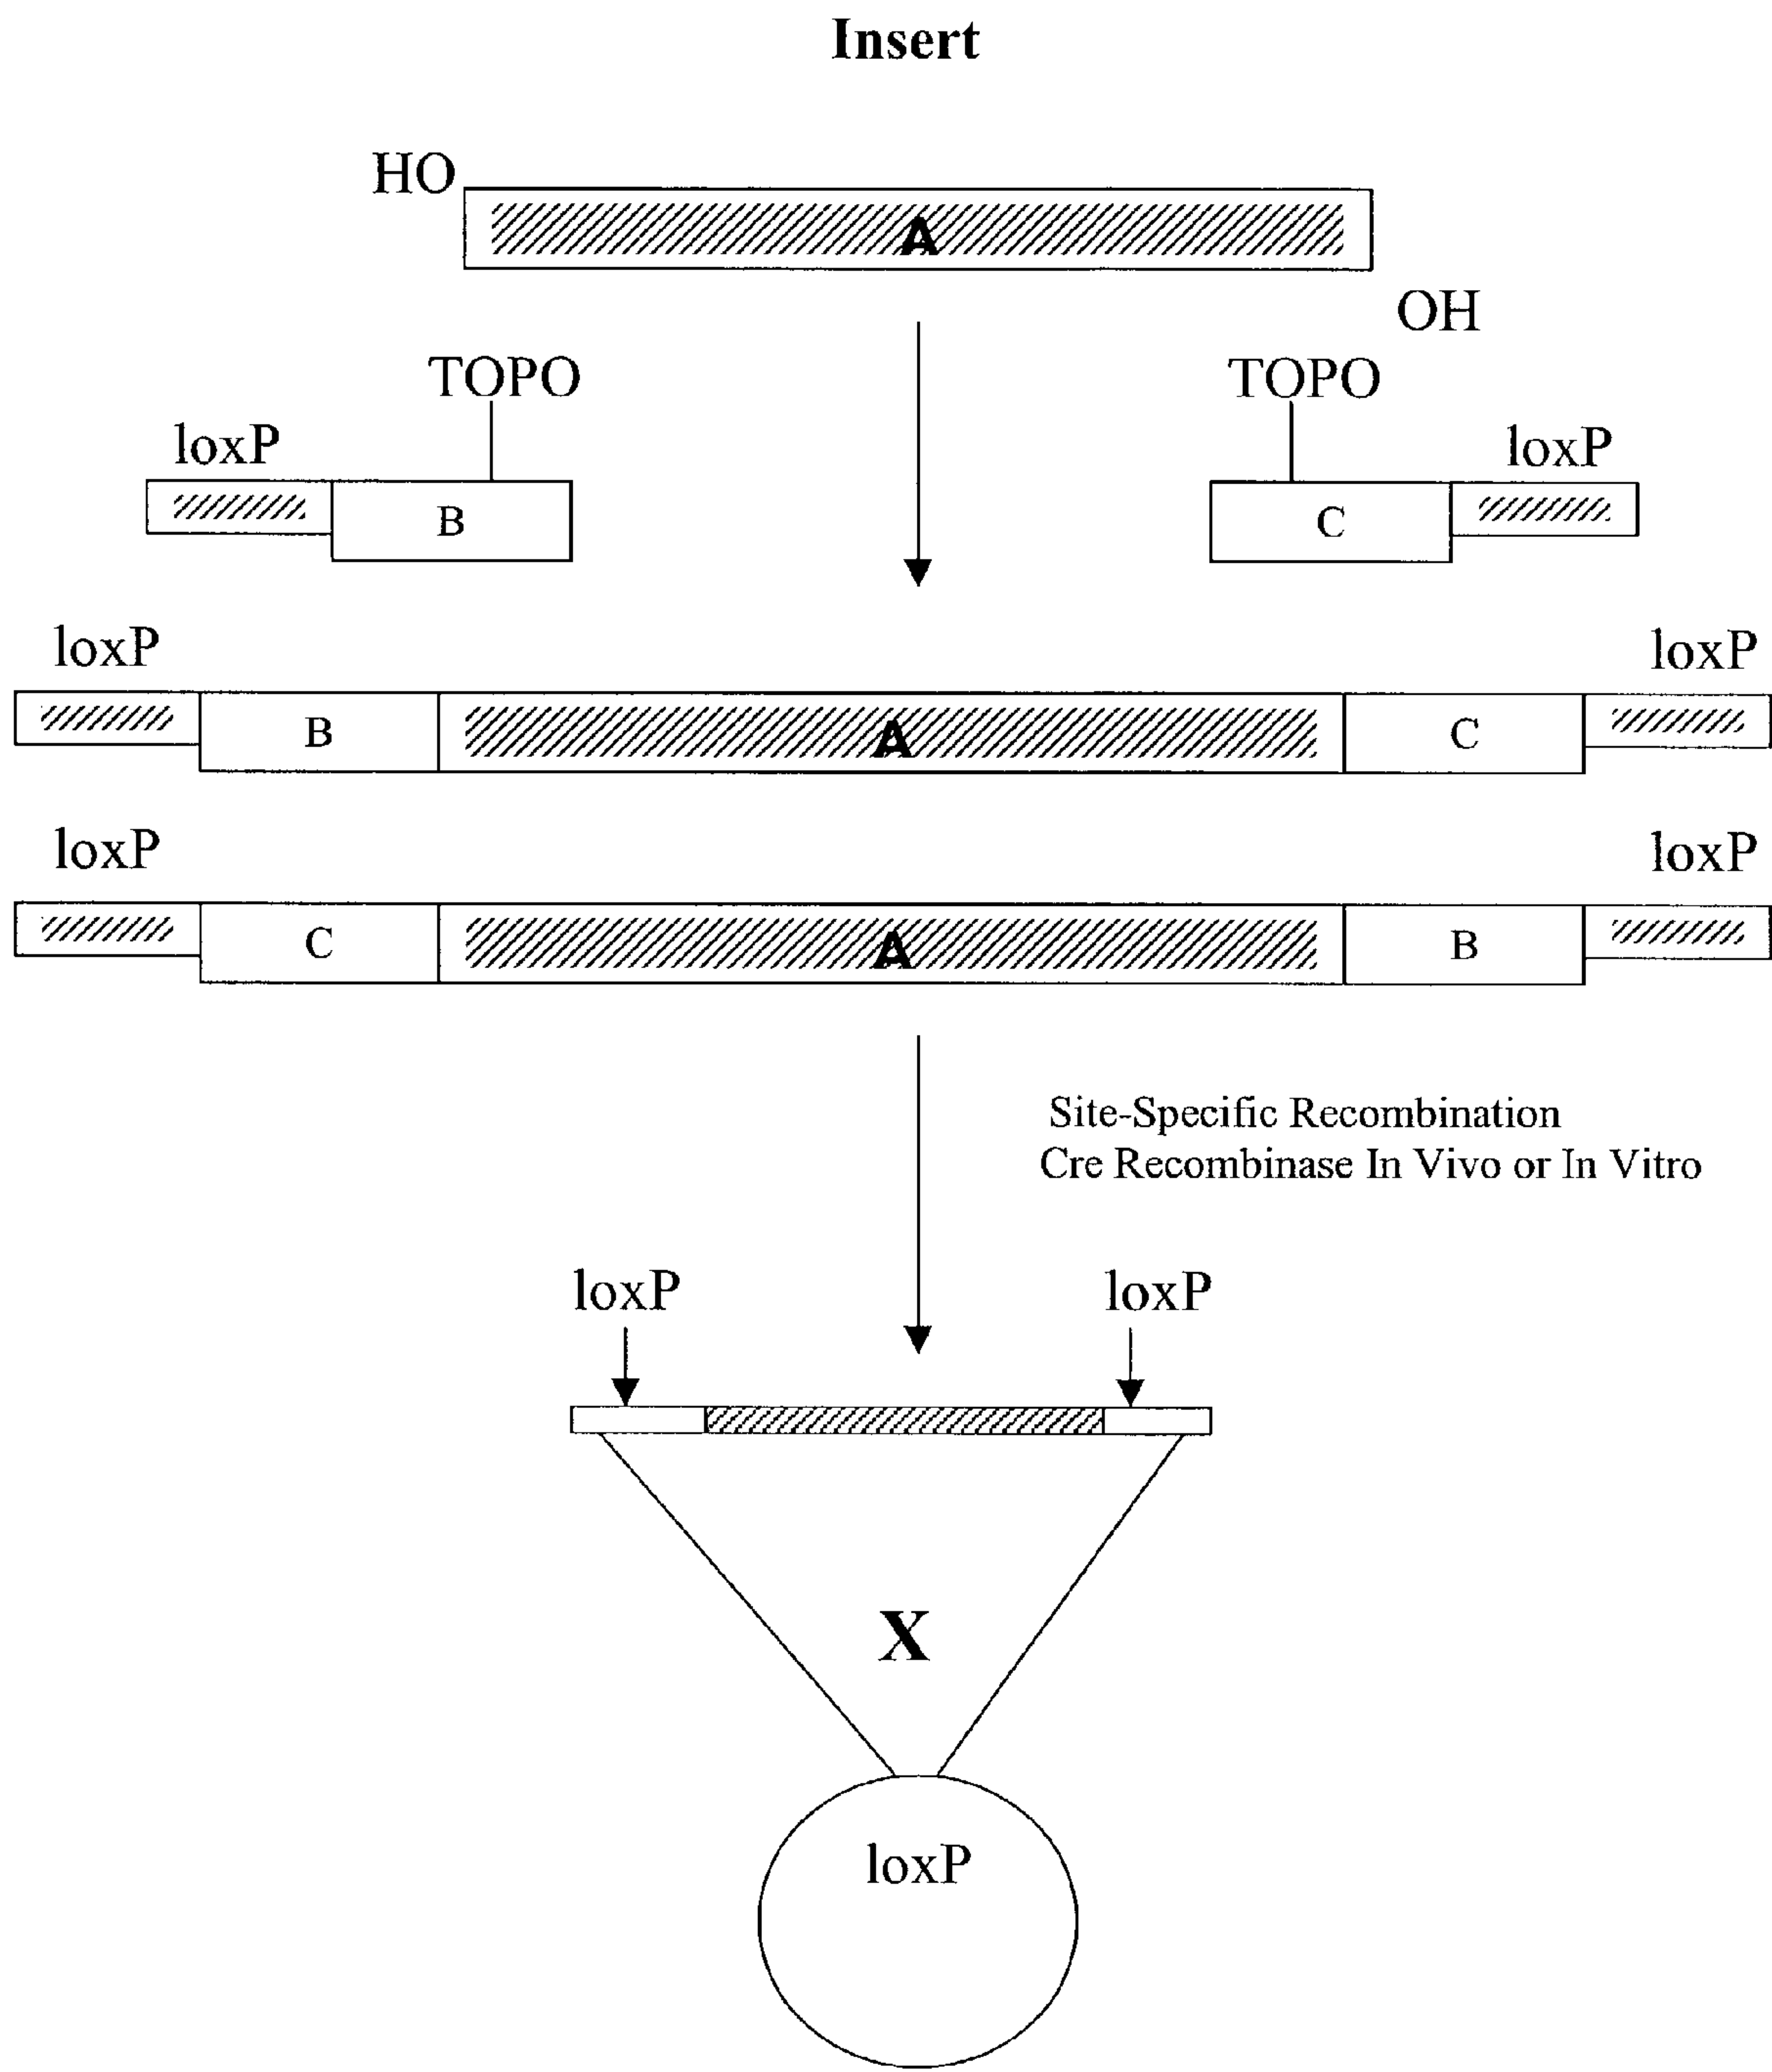 Insert
HO
A
OH
TOPO
TOPO
loxP
loxP
B
C
loxP
loxP
B
A
C
loxP
loxP
C
A
B
Site-Specific Recombination
Cre Recombinase In Vivo or In Vitro
loxP
loxP
X
loxP